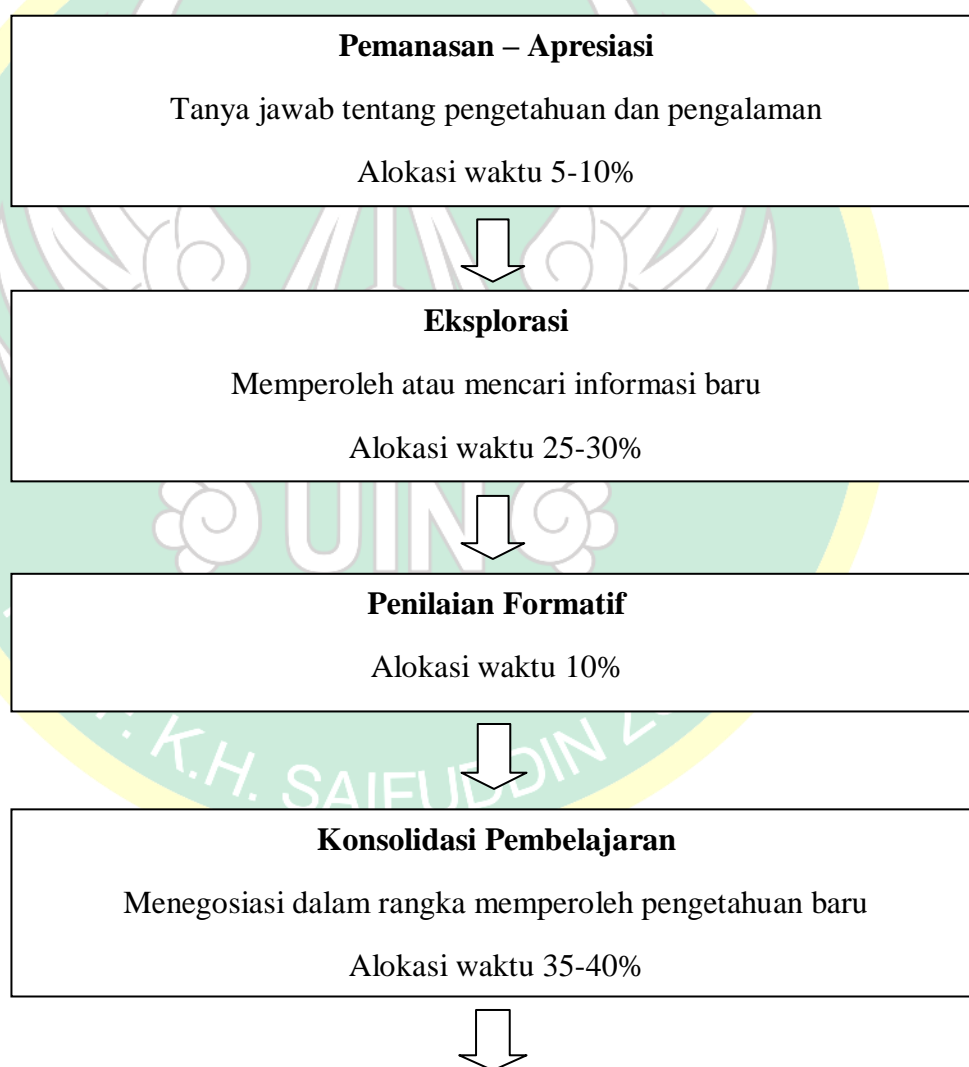 Pemanasan – Apresiasi
Tanya jawab tentang pengetahuan dan pengalaman
Alokasi waktu 5-10%
Eksplorasi
Memperoleh atau mencari informasi baru
Alokasi waktu 25-30%
UIN
Penilaian Formatif
Alokasi waktu 10%
K.H. SAIFUDDIN
Konsolidasi Pembelajaran
Menegosiasi dalam rangka memperoleh pengetahuan baru
Alokasi waktu 35-40%